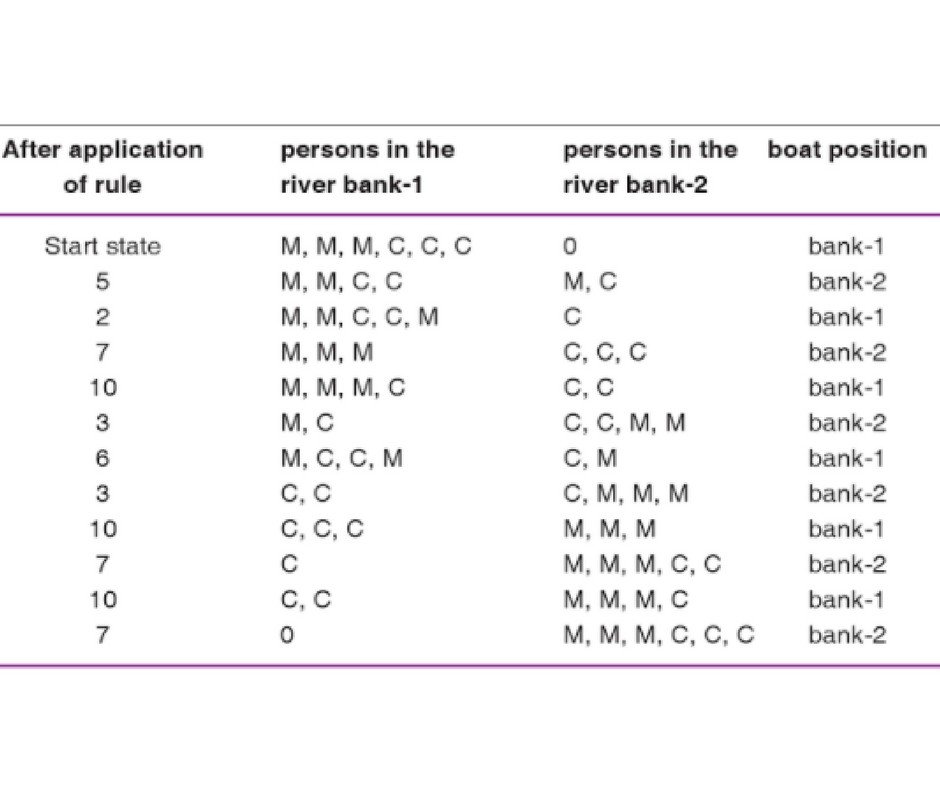 After application persons in the persons in the boat position
of rule river bank-1 river bank-2
Start state M, M, M, C, C, C 0 bank-1
5 M, M, C, C M, C bank-2
2 M, M, C, C, M C bank-1
7 M, M, M C, C, C bank-2
10 M, M, M, C C, C bank-1
3 M, C C, C, M, M bank-2
6 M, C, C, M C, M bank-1
3 C, C C, M, M, M bank-2
10 C, C, C M, M, M bank-1
7 C M, M, M, C, C bank-2
10 C, C M, M, M, C bank-1
7 0 M, M, M, C, C, C bank-2